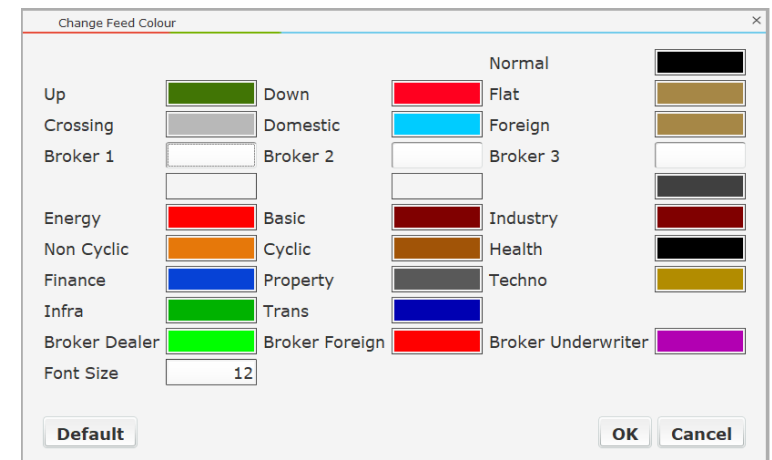 Change Feed Colour
Normal
Up Down Flat
Crossing Domestic Foreign
Broker 1 Broker 2 Broker 3
Energy Basic Industry
Non Cyclic Cyclic Health
Finance Property Techno
Infra Trans
Broker Dealer Broker Foreign Broker Underwriter
Font Size 12
Default OK Cancel